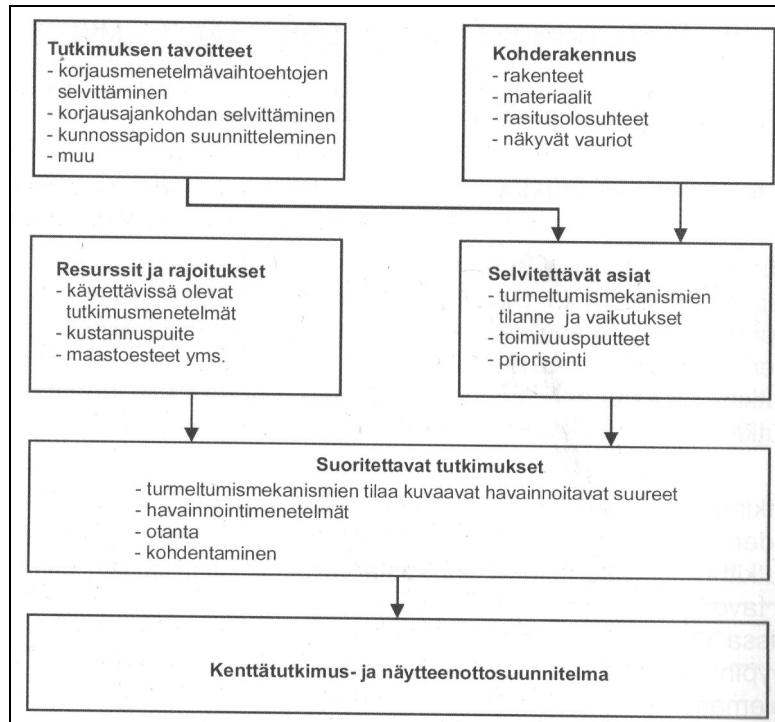 Tutkimuksen tavoitteet
- korjausmenetelmävaihtoehtojen
selvittäminen
- korjausajankohdan selvittäminen
- kunnossapidon suunnitteleminen
- muu
Kohderakennus
- rakenteet
- materiaalit
- rasitusolosuhteet
- näkyvät vauriot
Resurssit ja rajoitukset
- käytettävissä olevat
tutkimusmenetelmät
- kustannuspuite
- maastoesteet yms.
Selvitettävät asiat
- turmeltumismekanismien
tilanne ja vaikutukset
- toimivuuspuutteet
- priorisointi
Suoritettavat tutkimukset
- turmeltumismekanismien tilaa kuvaavat havainnoitavat suureet
- havainnointimenetelmät
- otanta
- kohdentaminen
Kenttätutkimus- ja näytteenottosuunnitelma